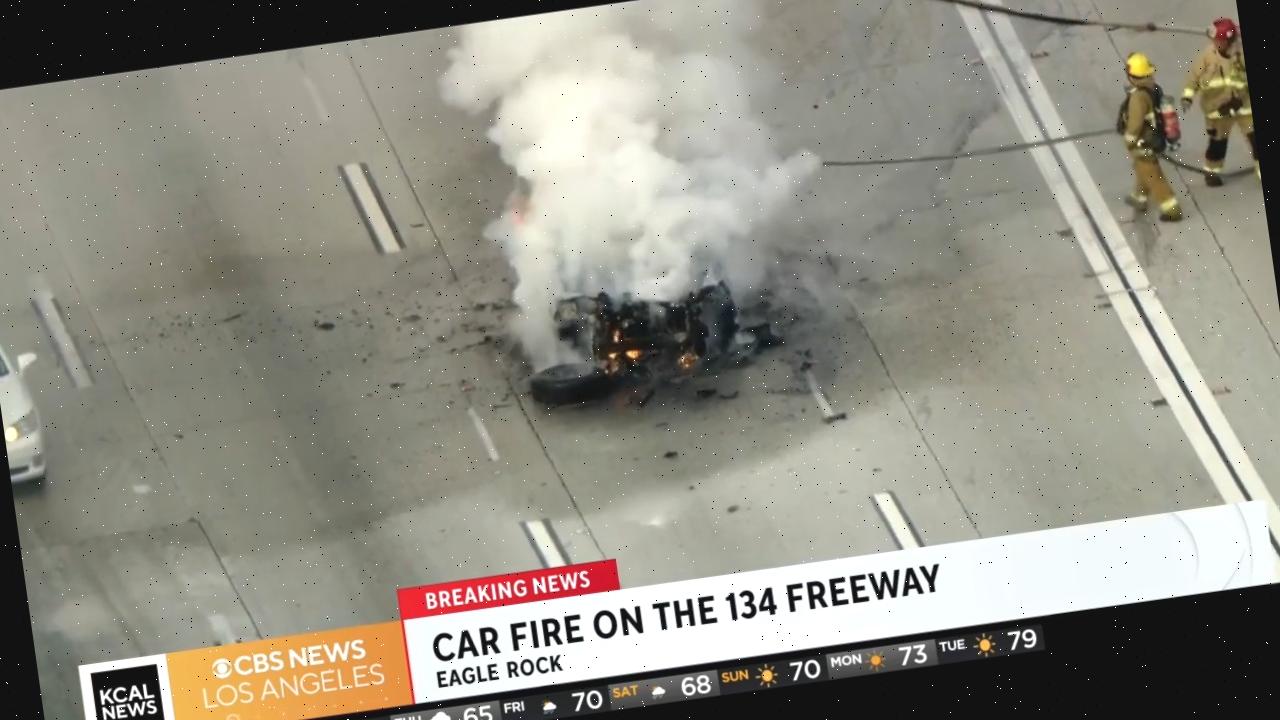 BREAKING NEWS
CAR FIRE ON THE 134 FREEWAY
EAGLE ROCK
KCAL NEWS
CBS NEWS
LOS ANGELES
65 FRI 70 SAT 68 SUN 70 MON 73 TUE 79